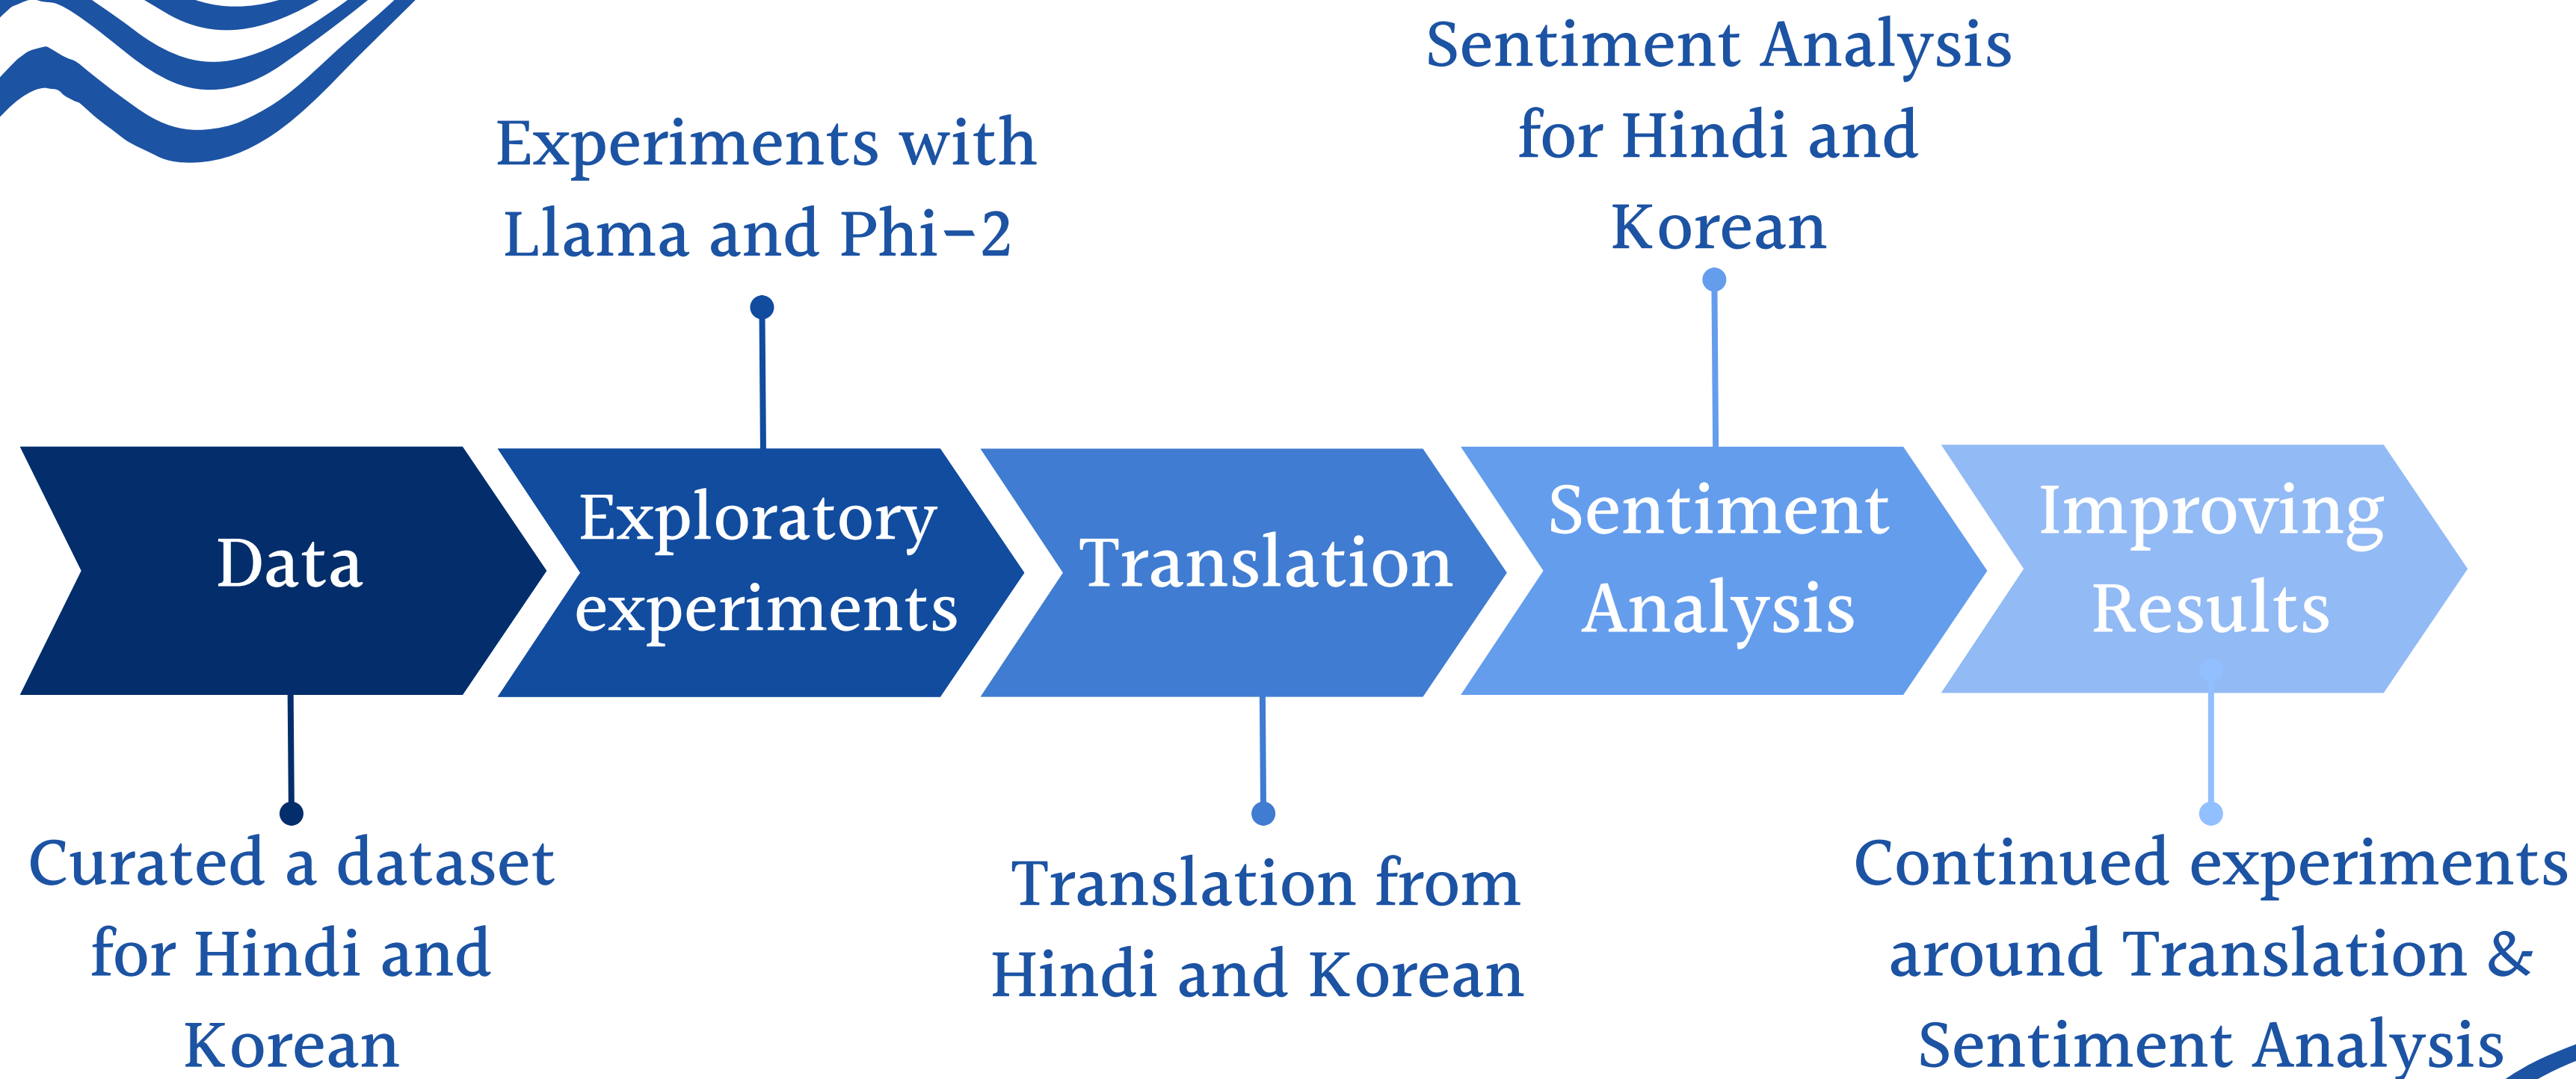 Sentiment Analysis
for Hindi and
Korean
Experiments with
Llama and Phi-2
Data
Exploratory
experiments
Translation
Sentiment
Analysis
Improving
Results
Curated a dataset
for Hindi and
Korean
Translation from
Hindi and Korean
Continued experiments
around Translation &
Sentiment Analysis